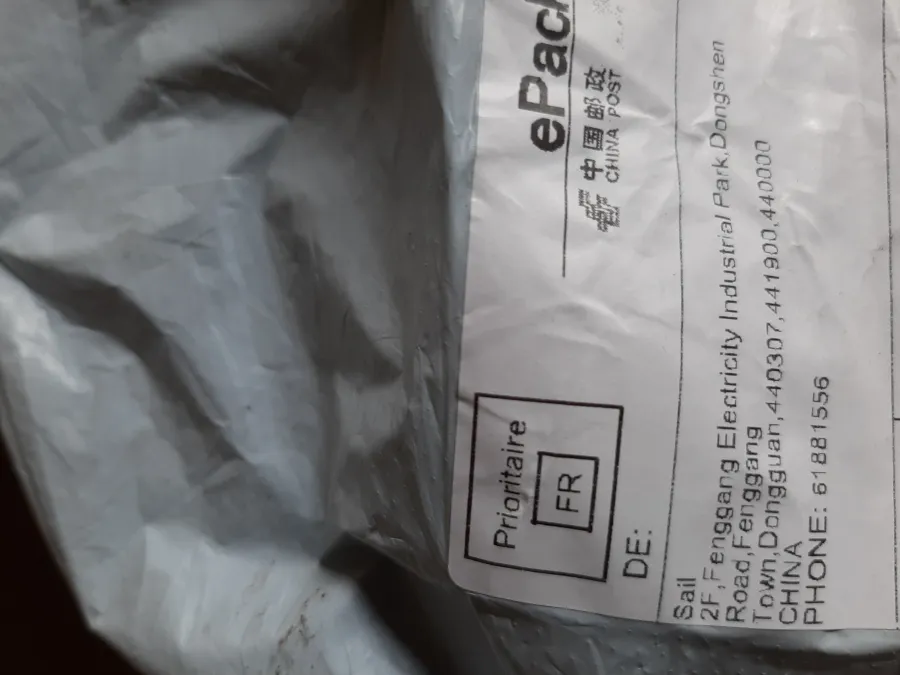 ePac
中国邮政
CHINA POST
Prioritaire
FR
DE:
Sail
2F,Fenggang Electricity Industrial Park,Dongshen
Road,Fenggang
Town,Dongguan,440307,441900,440000
CHINA
PHONE: 61881556